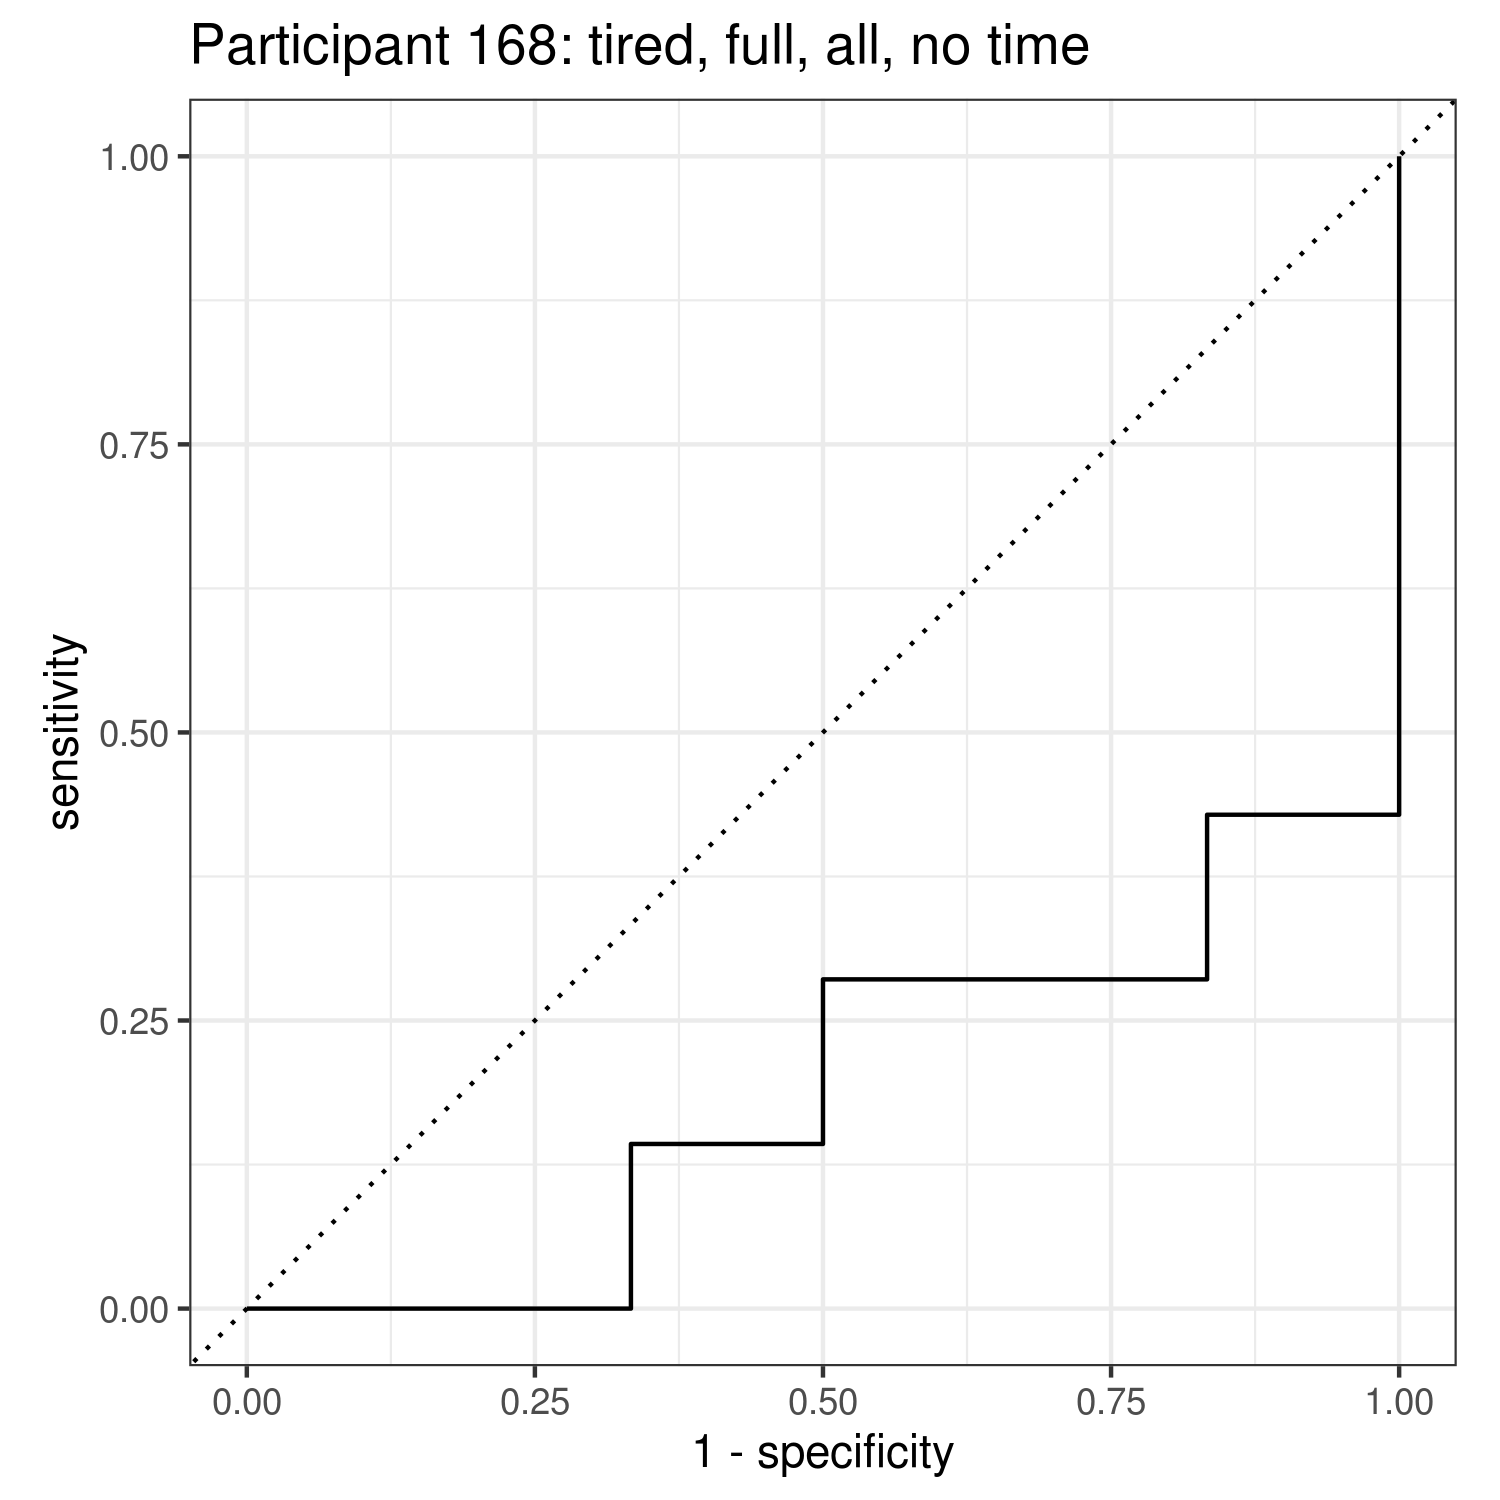 Participant 168: tired, full, all, no time
1.00
0.75
0.50
0.25
0.00
sensitivity
0.00 0.25 0.50 0.75 1.00
1 - specificity